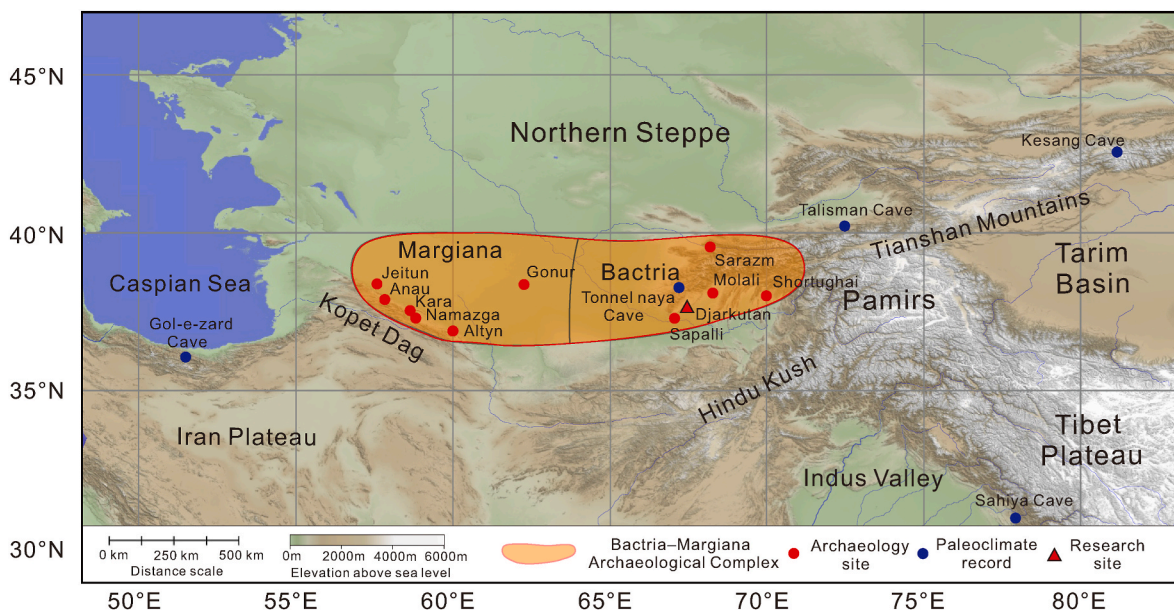 45°N
Northern Steppe
Kesang Cave
Talisman Cave
40°N
Tianshan Mountains
Margiana
Sarazm
Tarim
Basin
Caspian Sea
Jeitun
Anau
Gonur
Bactria
Molali
Shortughai
Kara
Namazga
Tonnel naya
Cave
Djarkutan
Pamirs
Gol-e-zard
Cave
Kopet Dag
Altyn
Sapalli
35°N
Hindu Kush
Iran Plateau
Tibet
Plateau
Indus Valley
Sahiya Cave
30°N
0 km
250 km
500 km
Distance scale
0m
2000m
4000m
6000m
Elevation above sea level
Bactria–Margiana
Archaeological Complex
Archaeology
site
Paleoclimate
record
Research
site
50°E
55°E
60°E
65°E
70°E
75°E
80°E